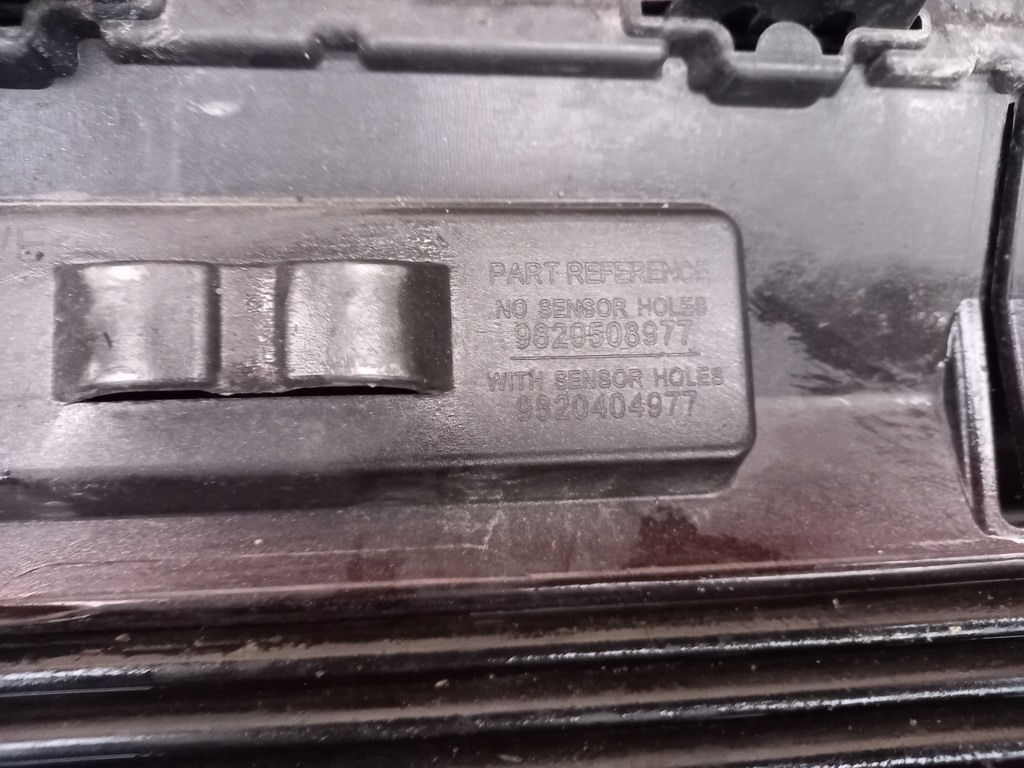 PART REFERENCE
NO SENSOR HOLES
9820508977
WITH SENSOR HOLES
9820404977